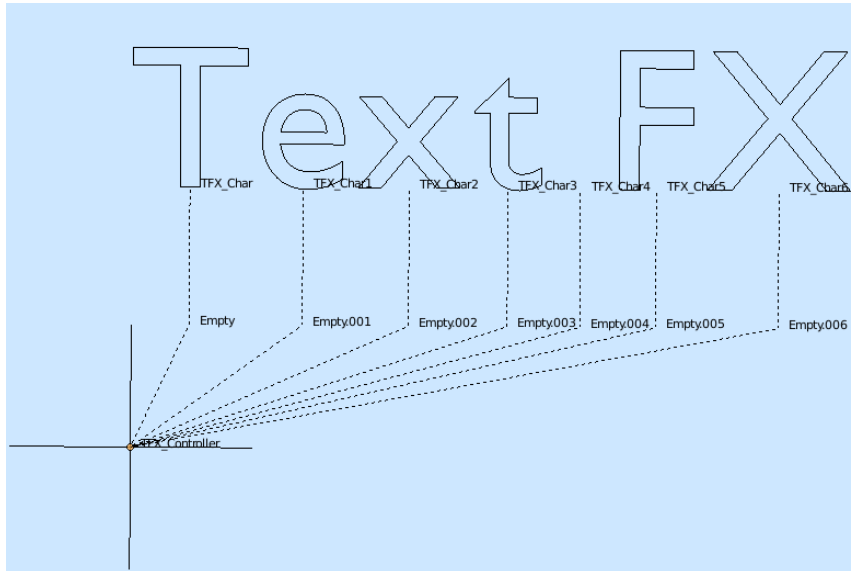 Text FX
TFX_Char TFX_Char1 TFX_Char2 TFX_Char3 TFX_Char4 TFX_Char5 TFX_Char6
Empty Empty.001 Empty.002 Empty.003 Empty.004 Empty.005 Empty.006
TFX_Controller